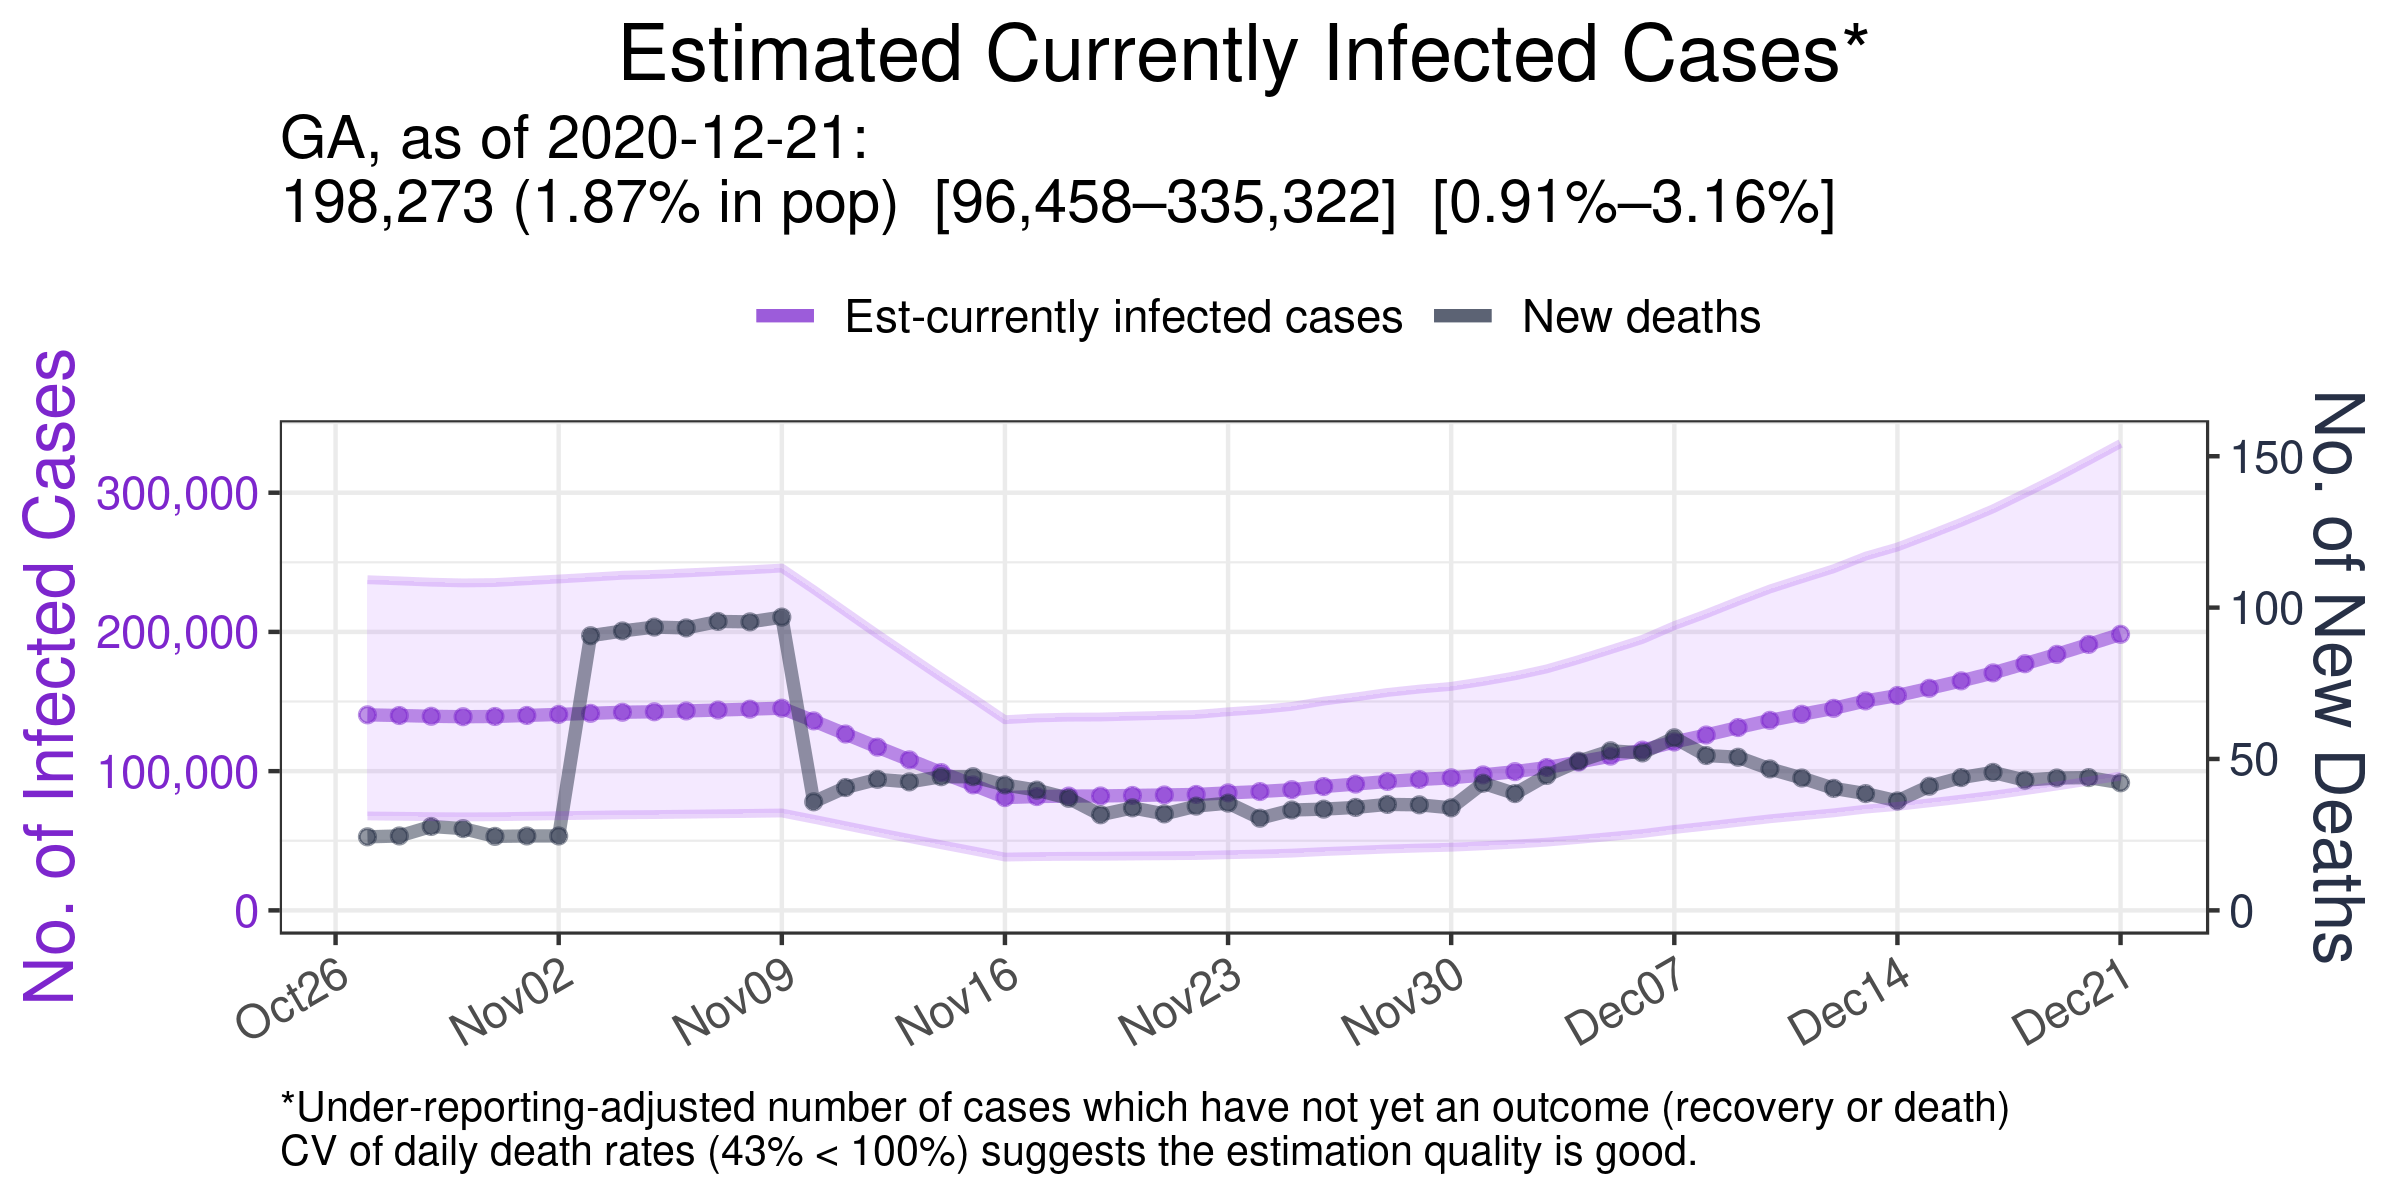 Estimated Currently Infected Cases*
GA, as of 2020-12-21:
198,273 (1.87% in pop)  [96,458–335,322]  [0.91%–3.16%]
Est-currently infected cases
New deaths
No. of Infected Cases
300,000
200,000
100,000
0
150
100
50
0
No. of New Deaths
Oct26
Nov02
Nov09
Nov16
Nov23
Nov30
Dec07
Dec14
Dec21
*Under-reporting-adjusted number of cases which have not yet an outcome (recovery or death)
CV of daily death rates (43% < 100%) suggests the estimation quality is good.